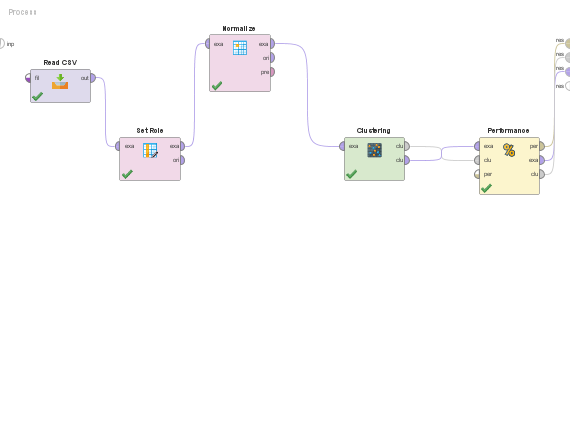 Process
inp
Read CSV
fil
out
Set Role
exa
exa
ori
Normalize
exa
exa
ori
pre
Clustering
exa
clu
clu
Performance
exa
per
clu
exa
per
clu
res
res
res
res